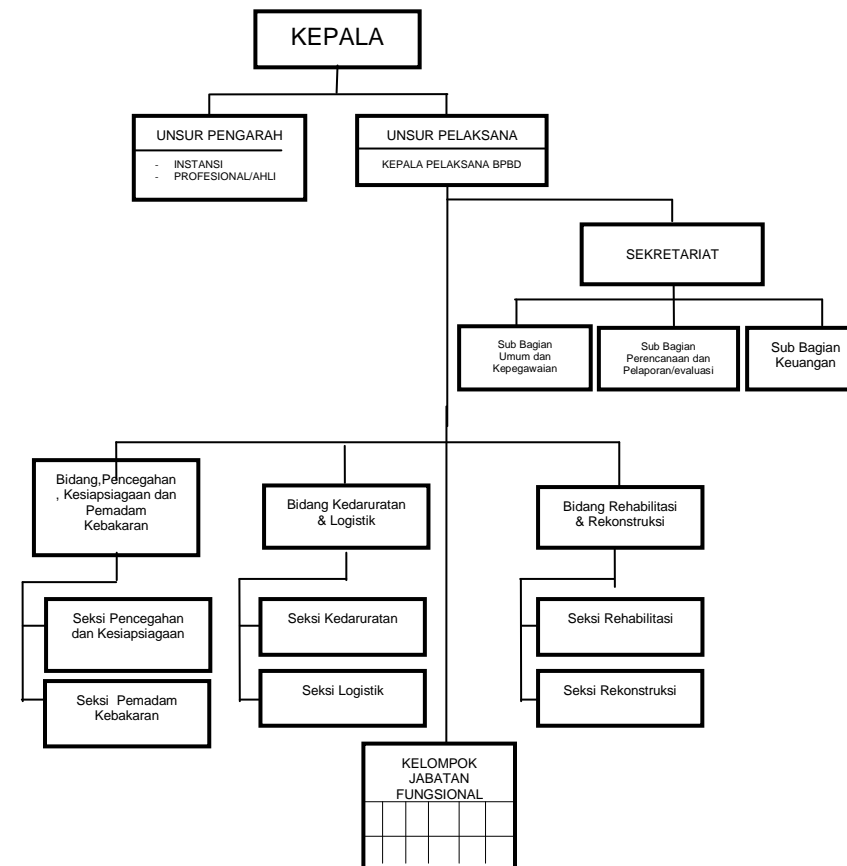 KEPALA
UNSUR PENGARAH
- INSTANSI
- PROFESIONAL/AHLI
UNSUR PELAKSANA
KEPALA PELAKSANA BPBD
SEKRETARIAT
Sub Bagian
Umum dan
Kepegawaian
Sub Bagian
Perencanaan dan
Pelaporan/evaluasi
Sub Bagian
Keuangan
Bidang,Pencegahan
, Kesiapsiagaan dan
Pemadam
Kebakaran
Bidang Kedaruratan
& Logistik
Bidang Rehabilitasi
& Rekonstruksi
Seksi Pencegahan
dan Kesiapsiagaan
Seksi Kedaruratan
Seksi Rehabilitasi
Seksi Pemadam
Kebakaran
Seksi Logistik
Seksi Rekonstruksi
KELOMPOK
JABATAN
FUNGSIONAL